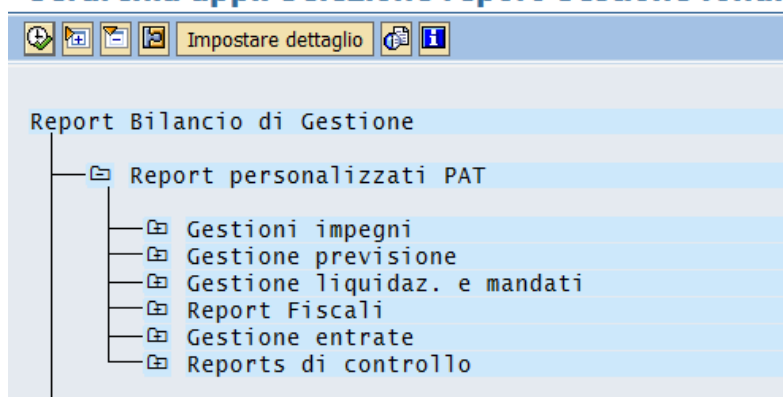 Impostare dettaglio
Report Bilancio di Gestione
Report personalizzati PAT
Gestioni impegni
Gestione previsione
Gestione liquidaz. e mandati
Report Fiscali
Gestione entrate
Reports di controllo